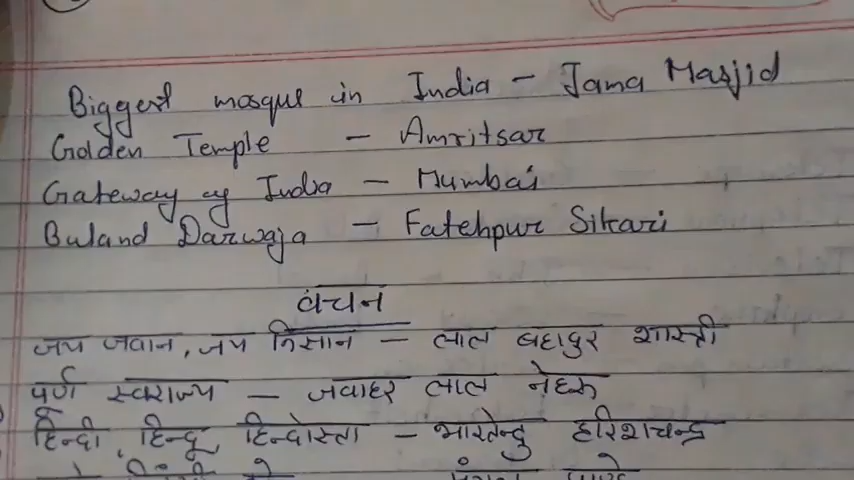 Biggest mosque in India - Jama Masjid
Golden Temple - Amritsar
Gateway of India - Mumbai
Buland Darwaja - Fatehpur Sikari
वचन
जय जवान, जय किसान - लाल बहादुर शास्त्री
पूर्ण स्वराज्य - जवाहर लाल नेहरू
हिन्दी, हिन्दू, हिन्दोस्ता - भारतेन्दु हरिशचन्द्र